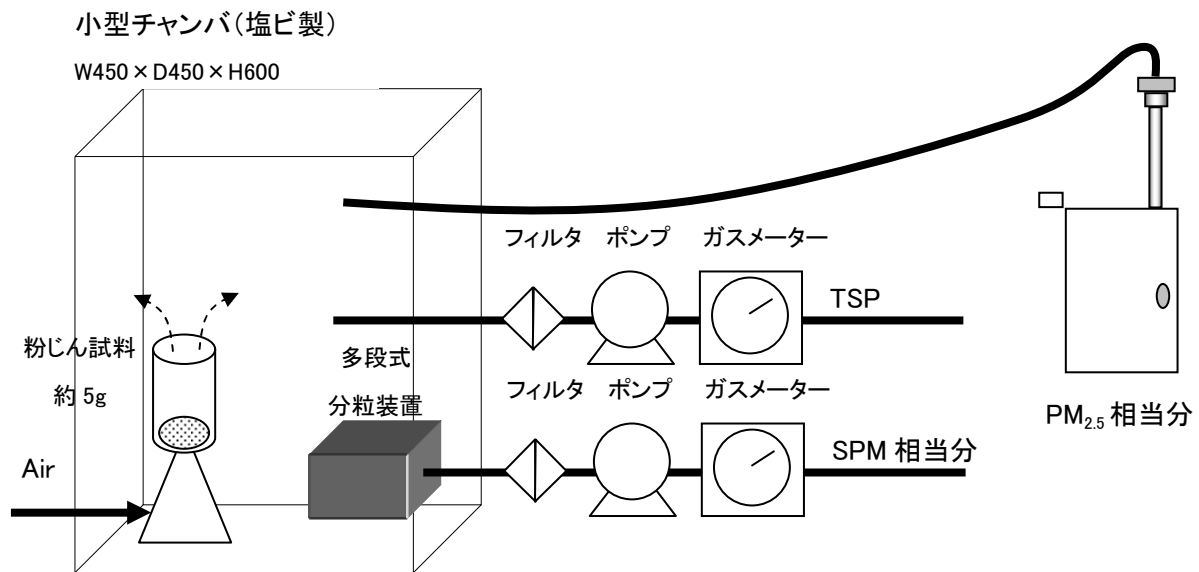 小型チャンバ(塩ビ製)
W450×D450×H600
フィルタ ポンプ ガスメーター
TSP
粉じん試料
約 5g
多段式
分粒装置
フィルタ ポンプ ガスメーター
SPM 相当分
PM2.5 相当分
Air